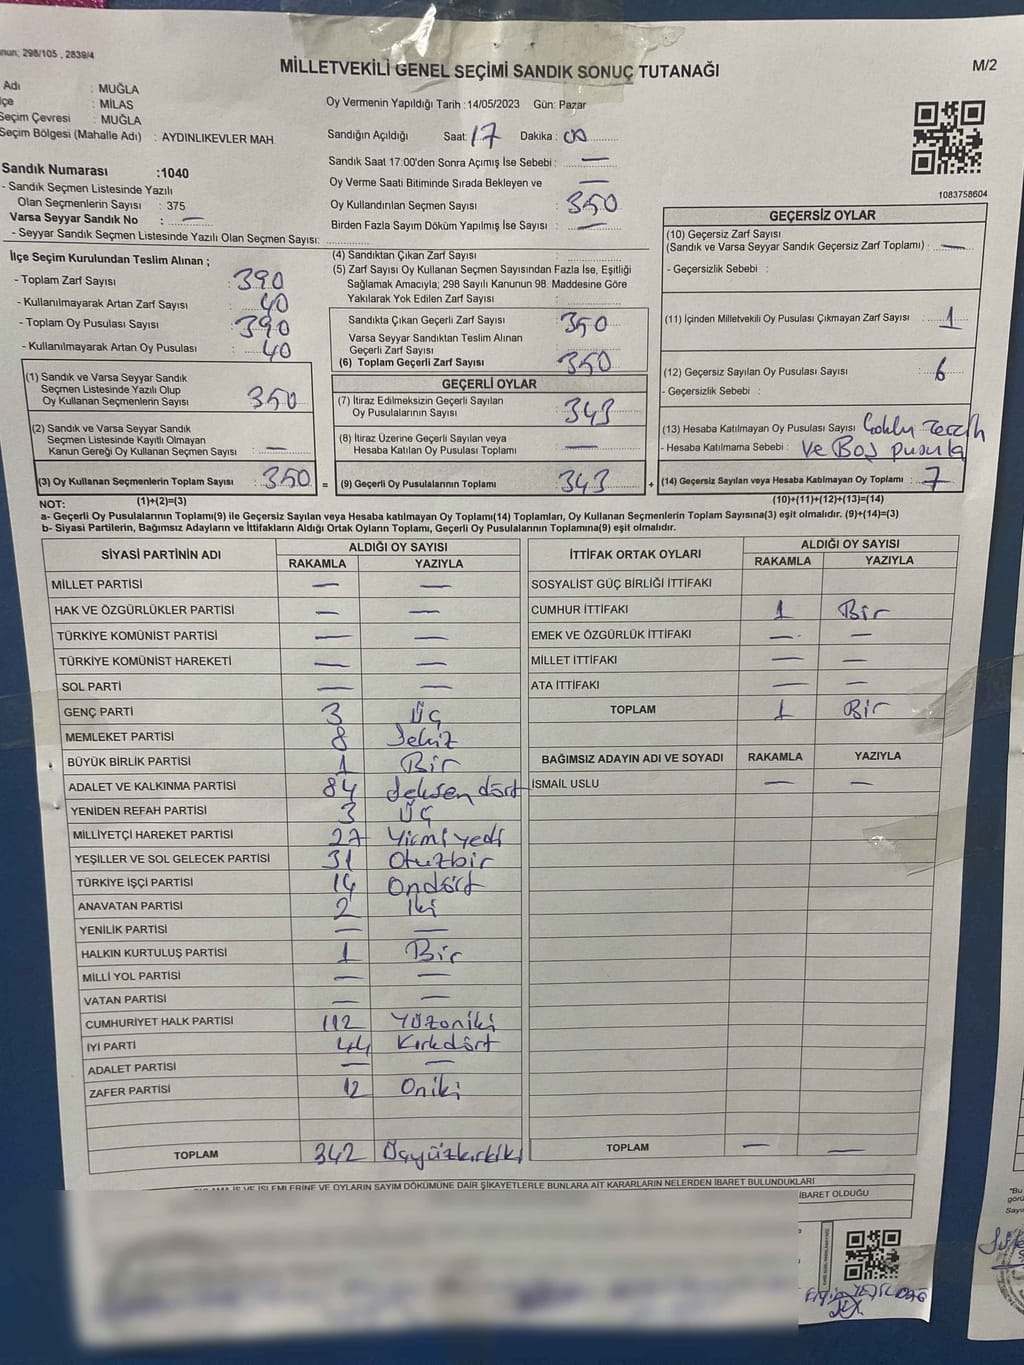 nun; 298/105 , 2839/4
MİLLETVEKİLİ GENEL SEÇİMİ SANDIK SONUÇ TUTANAĞI
M/2
Adı : MUĞLA
çe : MİLAS
Seçim Çevresi : MUĞLA
Seçim Bölgesi (Mahalle Adı) : AYDINLIKEVLER MAH.
Sandık Numarası :1040
- Sandık Seçmen Listesinde Yazılı
Olan Seçmenlerin Sayısı : 375
Varsa Seyyar Sandık No : —
- Seyyar Sandık Seçmen Listesinde Yazılı Olan Seçmen Sayısı:
Oy Vermenin Yapıldığı Tarih :14/05/2023 Gün: Pazar
Sandığın Açıldığı Saat: 17 Dakika : 00
Sandık Saat 17:00'den Sonra Açımış İse Sebebi : —
Oy Verme Saati Bitiminde Sırada Bekleyen ve —
Oy Kullandırılan Seçmen Sayısı : 350
Birden Fazla Sayım Döküm Yapılmış İse Sayısı : —
1083758604
İlçe Seçim Kurulundan Teslim Alınan ;
- Toplam Zarf Sayısı : 390
- Kullanılmayarak Artan Zarf Sayısı : 40
- Toplam Oy Pusulası Sayısı : 390
- Kullanılmayarak Artan Oy Pusulası : 40
(1) Sandık ve Varsa Seyyar Sandık
Seçmen Listesinde Yazılı Olup
Oy Kullanan Seçmenlerin Sayısı : 350
(2) Sandık ve Varsa Seyyar Sandık
Seçmen Listesinde Kayıtlı Olmayan
Kanun Gereği Oy Kullanan Seçmen Sayısı : —
(3) Oy Kullanan Seçmenlerin Toplam Sayısı : 350 =
(1)+(2)=(3)
(4) Sandıktan Çıkan Zarf Sayısı :
(5) Zarf Sayısı Oy Kullanan Seçmen Sayısından Fazla İse, Eşitliği
Sağlamak Amacıyla; 298 Sayılı Kanunun 98. Maddesine Göre
Yakılarak Yok Edilen Zarf Sayısı :
Sandıkta Çıkan Geçerli Zarf Sayısı : 350
Varsa Seyyar Sandıktan Teslim Alınan
Geçerli Zarf Sayısı :
(6) Toplam Geçerli Zarf Sayısı : 350
GEÇERLİ OYLAR
(7) İtiraz Edilmeksizin Geçerli Sayılan
Oy Pusulalarının Sayısı : 343
(8) İtiraz Üzerine Geçerli Sayılan veya
Hesaba Katılan Oy Pusulası Toplamı : —
(9) Geçerli Oy Pusulalarının Toplamı : 343 +
GEÇERSİZ OYLAR
(10) Geçersiz Zarf Sayısı
(Sandık ve Varsa Seyyar Sandık Geçersiz Zarf Toplamı) : —
- Geçersizlik Sebebi :
(11) İçinden Milletvekili Oy Pusulası Çıkmayan Zarf Sayısı : 1
(12) Geçersiz Sayılan Oy Pusulası Sayısı : 6
- Geçersizlik Sebebi :
(13) Hesaba Katılmayan Oy Pusulası Sayısı : Çoklu Tercih
- Hesaba Katılmama Sebebi : ve Boş pusula
(14) Geçersiz Sayılan veya Hesaba Katılmayan Oy Toplamı : 7
(10)+(11)+(12)+(13)=(14)
NOT:
a- Geçerli Oy Pusulalarının Toplamı(9) ile Geçersiz Sayılan veya Hesaba katılmayan Oy Toplamı(14) Toplamları, Oy Kullanan Seçmenlerin Toplam Sayısına(3) eşit olmalıdır. (9)+(14)=(3)
b- Siyasi Partilerin, Bağımsız Adayların ve İttifakların Aldığı Ortak Oyların Toplamı, Geçerli Oy Pusulalarının Toplamına(9) eşit olmalıdır.
SİYASİ PARTİNİN ADI ALDIĞI OY SAYISI
RAKAMLA YAZIYLA
MİLLET PARTİSİ — —
HAK VE ÖZGÜRLÜKLER PARTİSİ — —
TÜRKİYE KOMÜNİST PARTİSİ — —
TÜRKİYE KOMÜNİST HAREKETİ — —
SOL PARTİ — —
GENÇ PARTİ 3 Üç
MEMLEKET PARTİSİ 8 Sekiz
BÜYÜK BİRLİK PARTİSİ 1 Bir
ADALET VE KALKINMA PARTİSİ 84 Seksen dört
YENİDEN REFAH PARTİSİ 3 Üç
MİLLİYETÇİ HAREKET PARTİSİ 27 Yirmi yedi
YEŞİLLER VE SOL GELECEK PARTİSİ 31 Otuzbir
TÜRKİYE İŞÇİ PARTİSİ 14 Ondört
ANAVATAN PARTİSİ 2 İki
YENİLİK PARTİSİ — —
HALKIN KURTULUŞ PARTİSİ 1 Bir
MİLLİ YOL PARTİSİ — —
VATAN PARTİSİ — —
CUMHURİYET HALK PARTİSİ 112 Yüzoniki
İYİ PARTİ 44 Kırkdört
ADALET PARTİSİ — —
ZAFER PARTİSİ 12 Oniki
TOPLAM 342 Üçyüzkırkiki
İTTİFAK ORTAK OYLARI ALDIĞI OY SAYISI
RAKAMLA YAZIYLA
SOSYALİST GÜÇ BİRLİĞİ İTTİFAKI
CUMHUR İTTİFAKI 1 Bir
EMEK VE ÖZGÜRLÜK İTTİFAKI — —
MİLLET İTTİFAKI — —
ATA İTTİFAKI — —
TOPLAM 1 Bir
BAĞIMSIZ ADAYIN ADI VE SOYADI RAKAMLA YAZIYLA
İSMAİL USLU — —
TOPLAM — —
VE İŞLEMLERİNE VE OYLARIN SAYIM DÖKÜMÜNE DAİR ŞİKAYETLERLE BUNLARA AİT KARARLARIN NELERDEN İBARET BULUNDUKLARI
İBARET OLDUĞU
"Bu